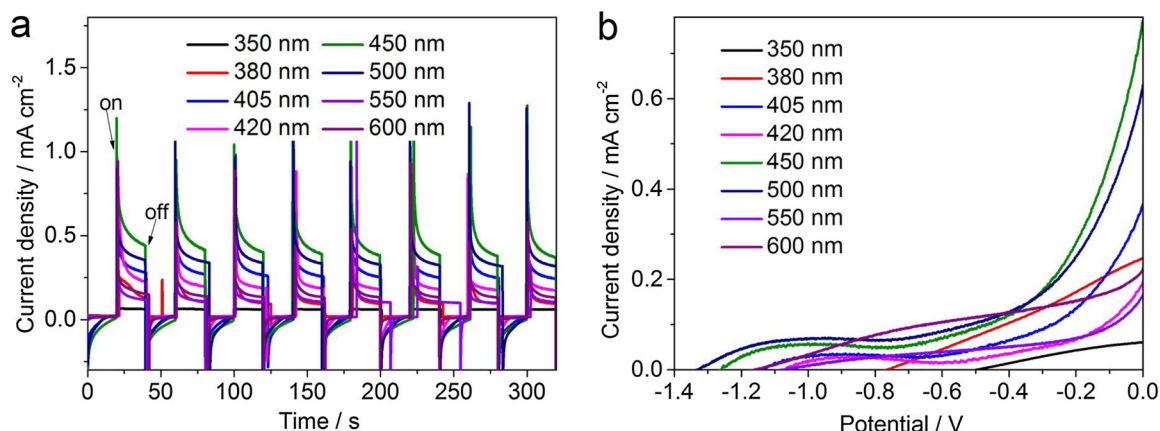 a
Current density / mA cm-2
1.5
1.0
0.5
0.0
350 nm 450 nm
380 nm 500 nm
405 nm 550 nm
420 nm 600 nm
on
off
0 50 100 150 200 250 300
Time / s
b
Current density / mA cm-2
0.6
0.4
0.2
0.0
350 nm
380 nm
405 nm
420 nm
450 nm
500 nm
550 nm
600 nm
-1.4 -1.2 -1.0 -0.8 -0.6 -0.4 -0.2 0.0
Potential / V